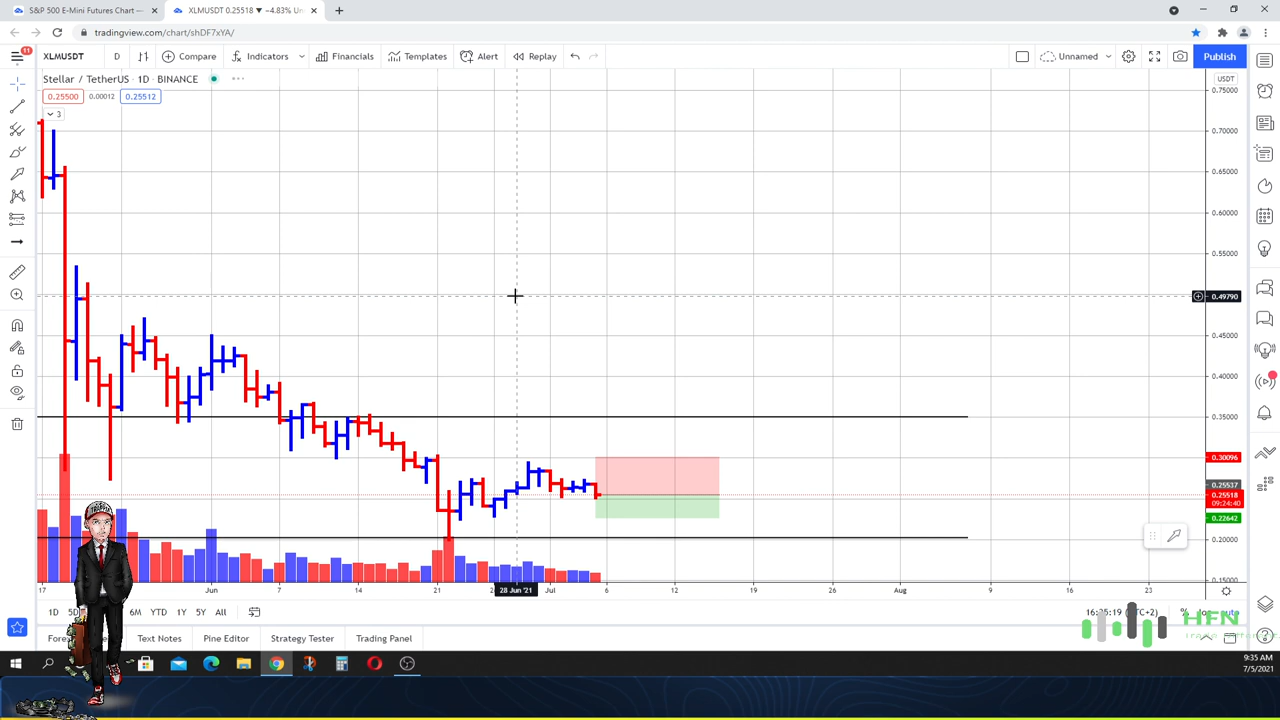 S&P 500 E-Mini Futures Chart —
XLMUSDT 0.25518 ▼ −4.83% Un
tradingview.com/chart/shDF7xYA/
11
XLMUSDT
D
Compare
Indicators
Financials
Templates
Alert
Replay
Unnamed
Publish
Stellar / TetherUS · 1D · BINANCE
USDT
0.25500
0.00012
0.25512
3
0.75000
0.70000
0.65000
0.60000
0.55000
0.49790
0.45000
0.40000
0.35000
0.30096
0.25537
0.25518
09:24:40
0.22642
0.20000
0.15000
17
Jun
7
14
21
28 Jun '21
Jul
6
12
19
26
Aug
9
16
23
1D
5D
6M
YTD
1Y
5Y
All
%
auto
HFN
Text Notes
Pine Editor
Strategy Tester
Trading Panel
9:35 AM
7/5/2021